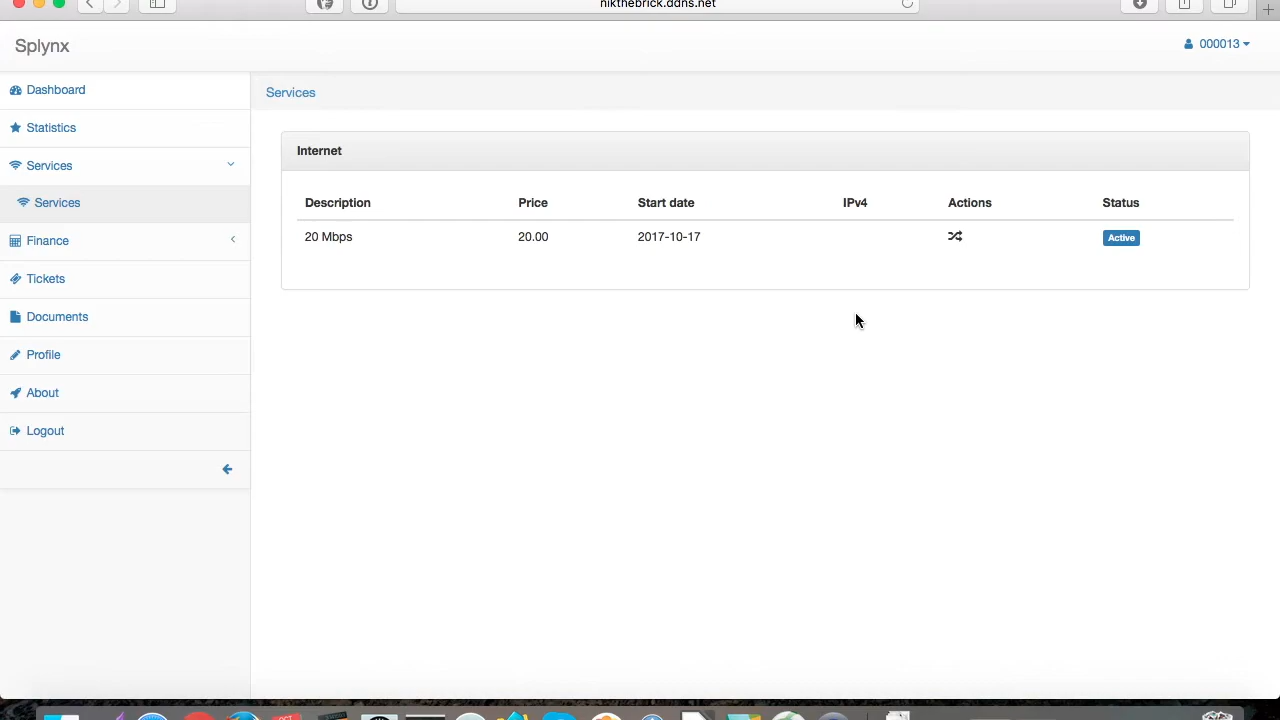 nikthebrick.ddns.net
Splynx
000013
Dashboard
Statistics
Services
Services
Finance
Tickets
Documents
Profile
About
Logout
Services
Internet
Description Price Start date IPv4 Actions Status
20 Mbps 20.00 2017-10-17 Active